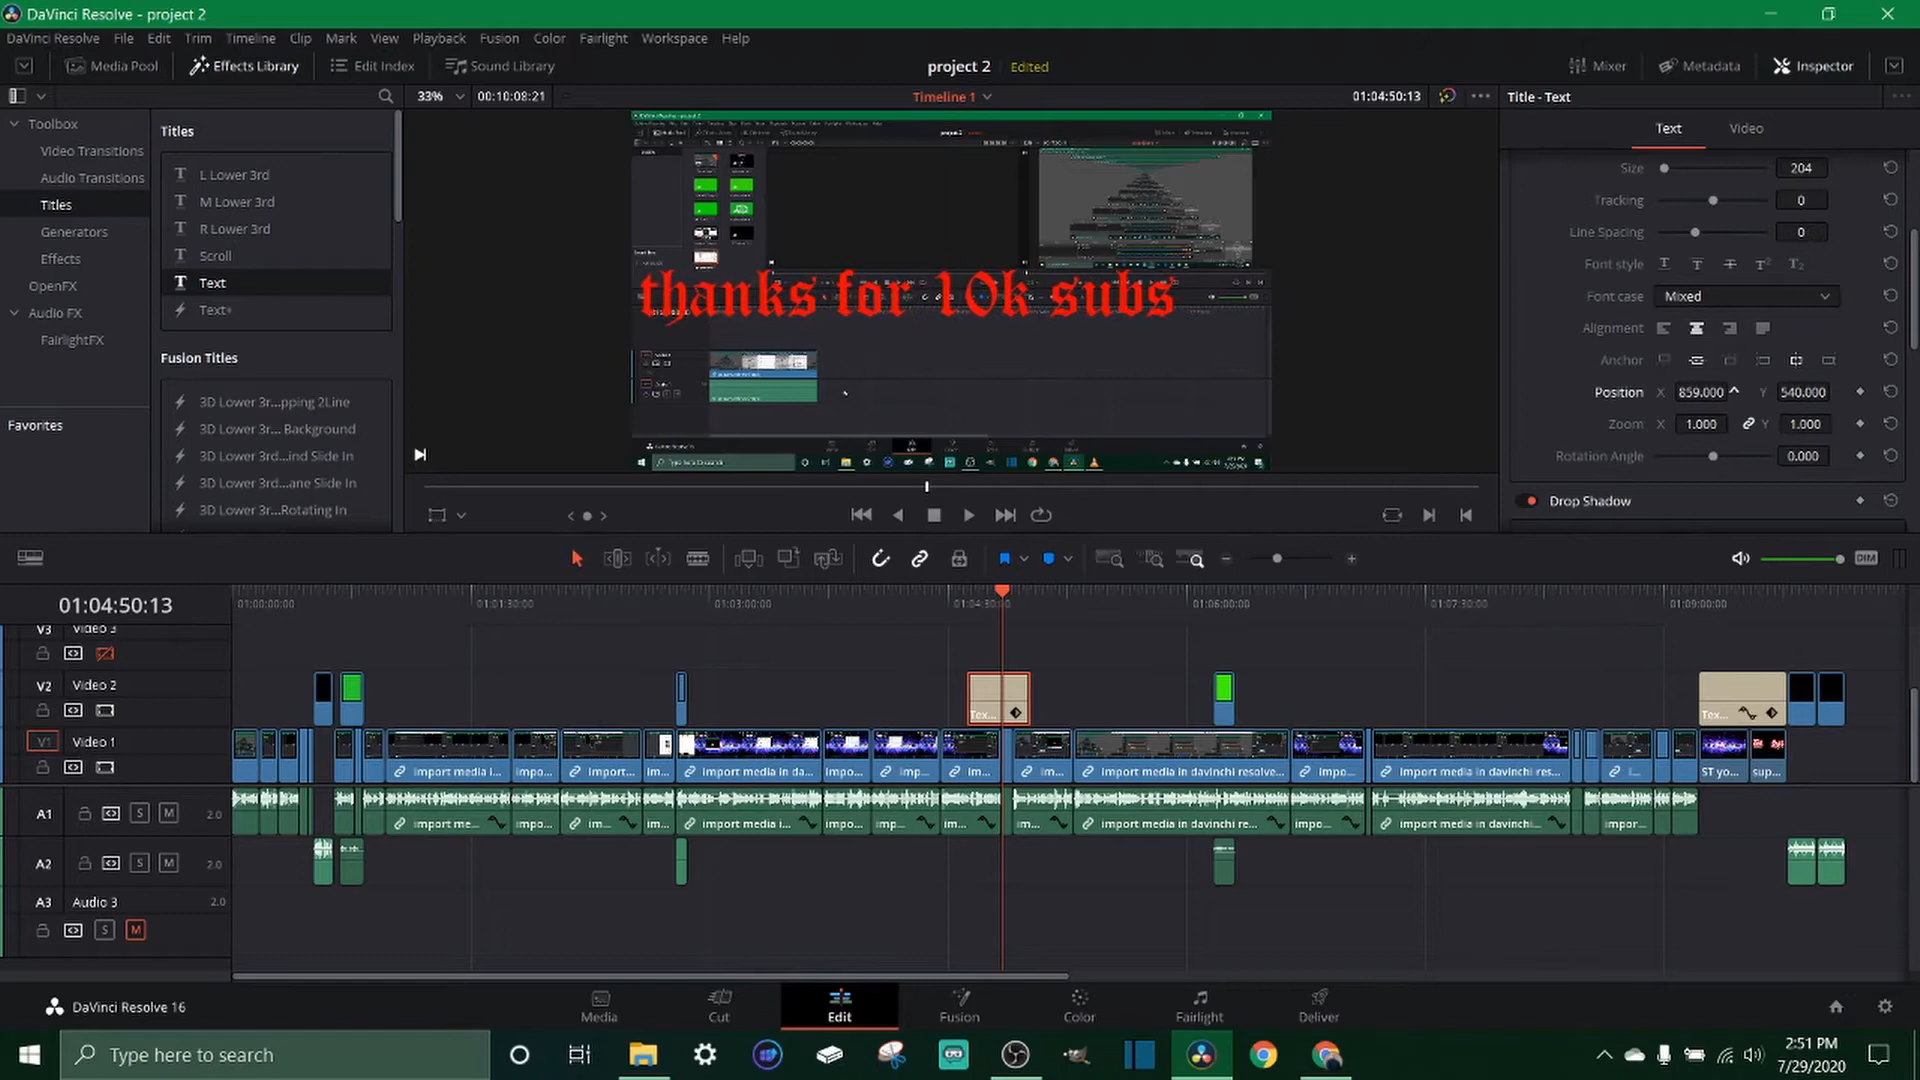 DaVinci Resolve - project 2
DaVinci Resolve File Edit Trim Timeline Clip Mark View Playback Fusion Color Fairlight Workspace Help
Media Pool Effects Library Edit Index Sound Library project 2 Edited Mixer Metadata Inspector
33% 00:10:08:21 Timeline 1 01:04:50:13 ••• Title - Text
Toolbox
Video Transitions
Audio Transitions
Titles
Generators
Effects
OpenFX
Audio FX
FairlightFX
Favorites
Titles
L Lower 3rd
M Lower 3rd
R Lower 3rd
Scroll
Text
Text+
Fusion Titles
3D Lower 3r...pping 2Line
3D Lower 3r... Background
3D Lower 3rd...ind Slide In
3D Lower 3rd...ane Slide In
3D Lower 3r...Rotating In
thanks for 10k subs
Text Video
Size 204
Tracking 0
Line Spacing 0
Font style
Font case Mixed
Alignment
Anchor
Position X 859.000 Y 540.000
Zoom X 1.000 Y 1.000
Rotation Angle 0.000
Drop Shadow
DIM
01:04:50:13
01:00:00:00 01:01:30:00 01:03:00:00 01:04:30:00 01:06:00:00 01:07:30:00 01:09:00:00
V3 Video 3
V2 Video 2
Tex... Tex...
V1 Video 1
import media i... impo... import... im... import media in da... impo... imp... im... im... import media in davinchi resolve... impo... import media in davinchi res... i... ST yo... sup...
A1 S M 2.0
import me... impo... im... im... import media i... impo... imp... im... im... import media in davinchi re... impo... import media in davinchi... impor...
A2 S M 2.0
A3 Audio 3 2.0
S M
DaVinci Resolve 16
Media Cut Edit Fusion Color Fairlight Deliver
Type here to search
2:51 PM
7/29/2020